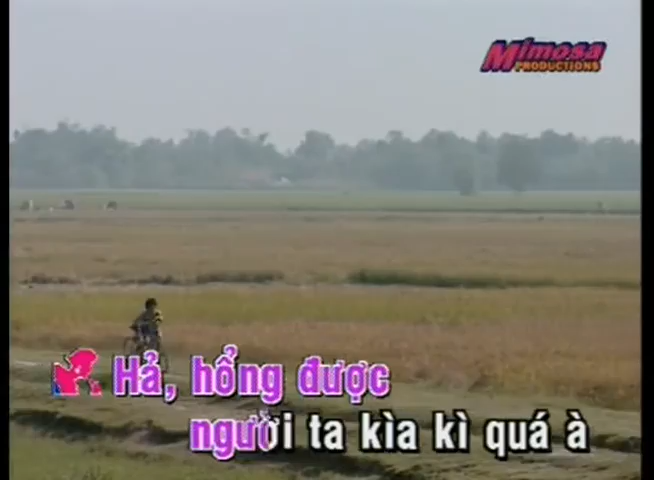 Mimosa
PRODUCTIONS
Hả, hổng được
người ta kìa kì quá à